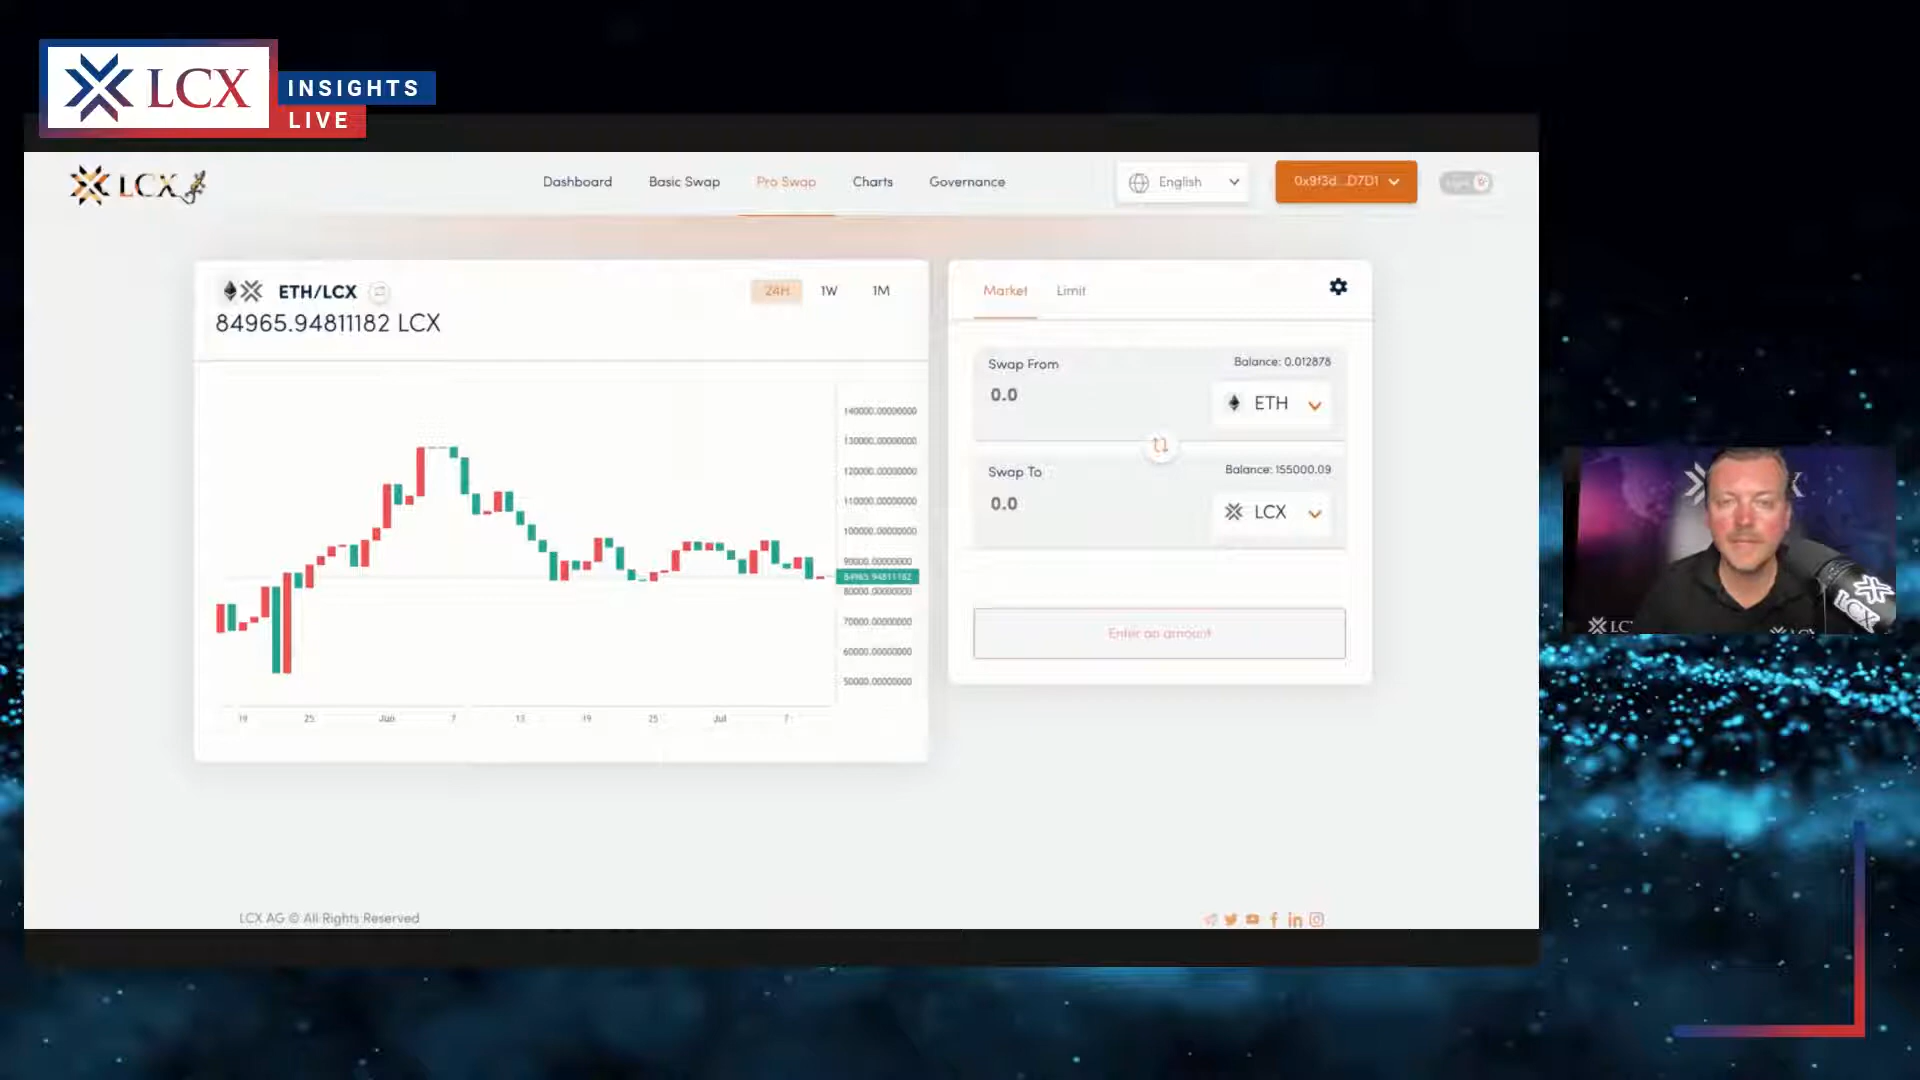 LCX
INSIGHTS
LIVE
LCX
Dashboard
Basic Swap
Pro Swap
Charts
Governance
English
0x9f3d...D7D1
ETH/LCX
84965.94811182 LCX
24H
1W
1M
140000.00000000
130000.00000000
120000.00000000
110000.00000000
100000.00000000
90000.00000000
84965.94811182
80000.00000000
70000.00000000
60000.00000000
50000.00000000
19
25
Jun
7
13
19
25
Jul
7
Market
Limit
Swap From
Balance: 0.012878
0.0
ETH
Swap To
Balance: 155000.09
0.0
LCX
Enter an amount
LCX
LCX AG © All Rights Reserved